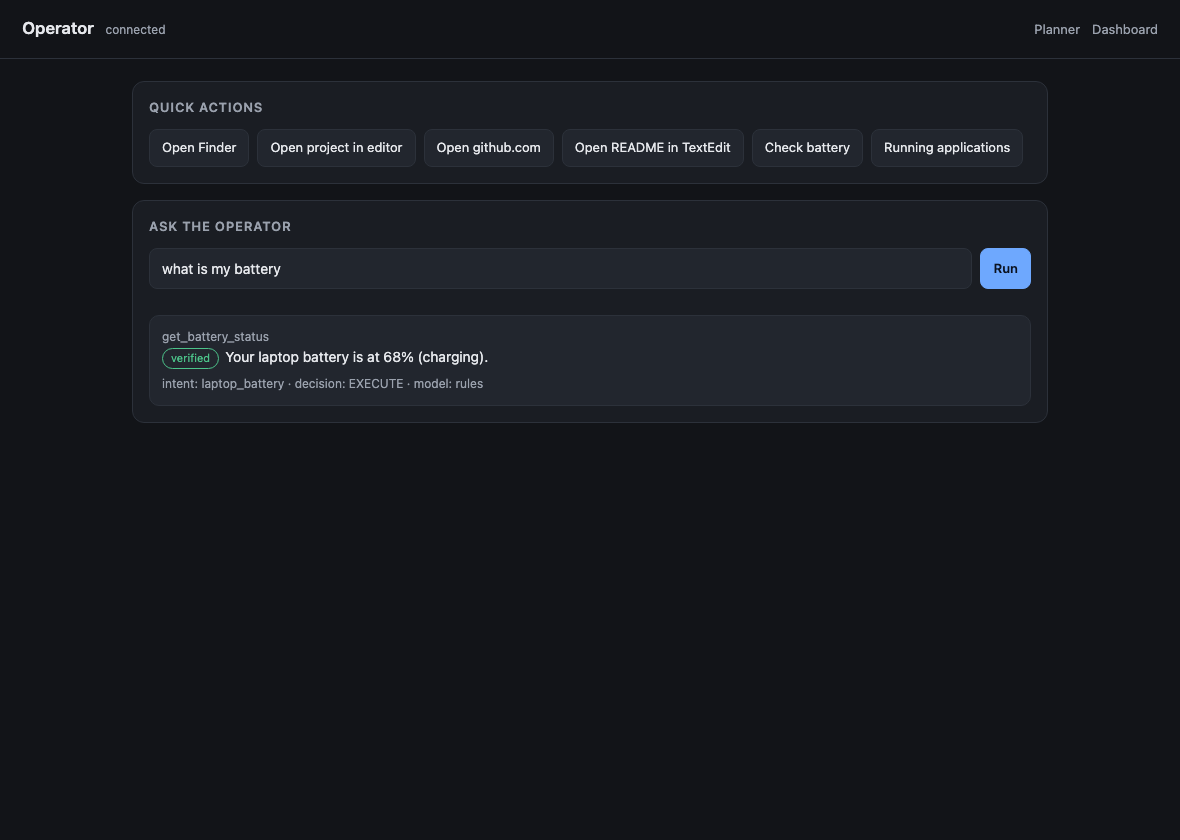 Operator connected Planner Dashboard
QUICK ACTIONS
Open Finder Open project in editor Open github.com Open README in TextEdit Check battery Running applications
ASK THE OPERATOR
what is my battery Run
get_battery_status
verified Your laptop battery is at 68% (charging).
intent: laptop_battery · decision: EXECUTE · model: rules